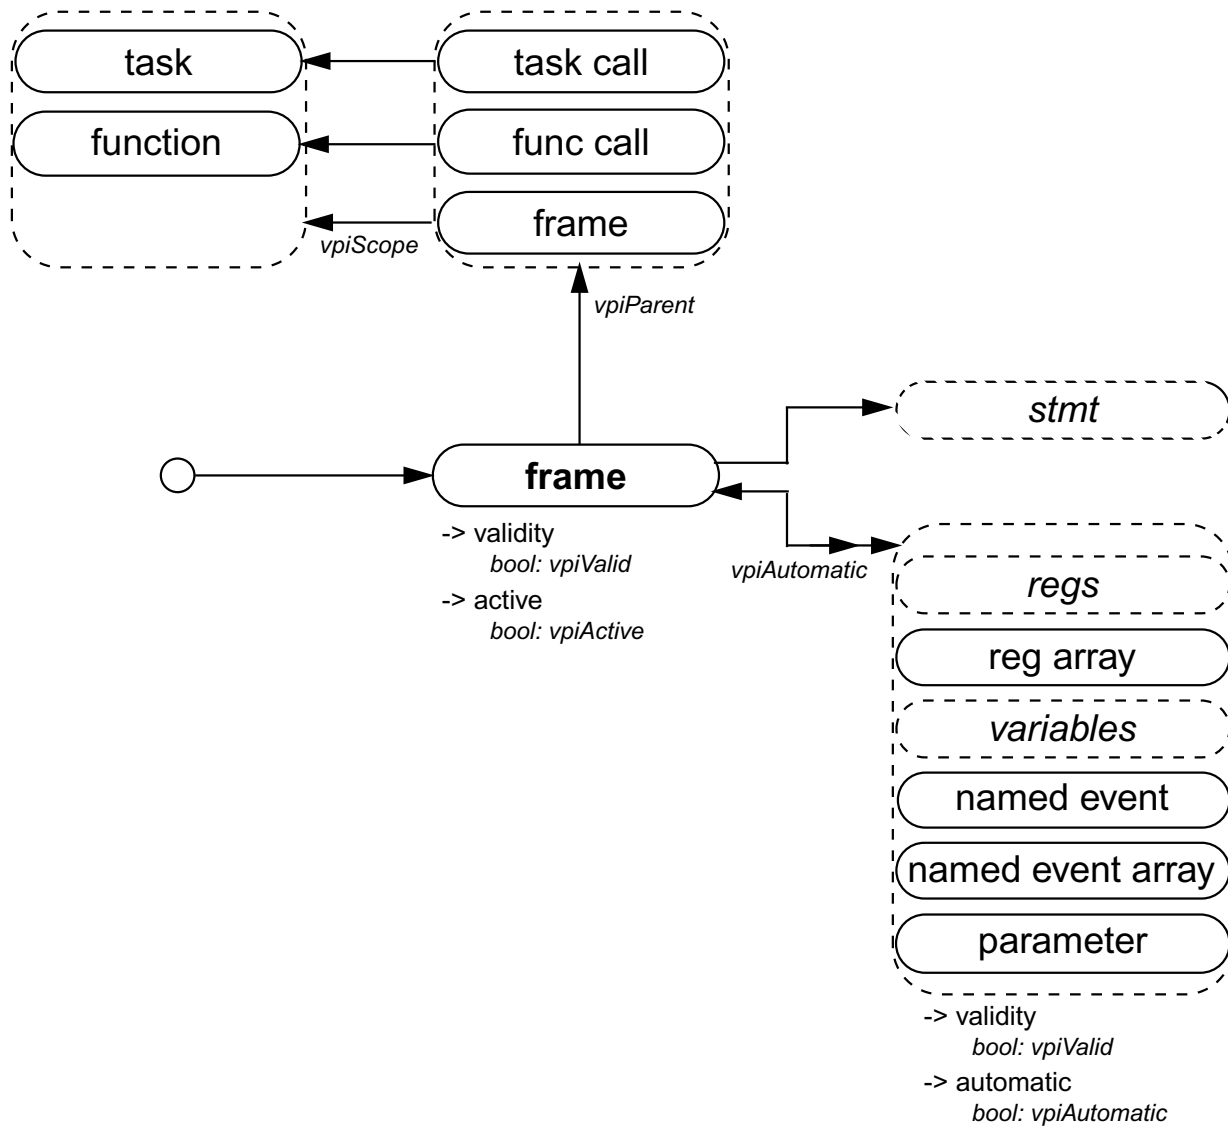 task
task call
function
func call
frame
vpiScope
vpiParent
stmt
frame
-> validity
bool: vpiValid
-> active
bool: vpiActive
vpiAutomatic
regs
reg array
variables
named event
named event array
parameter
-> validity
bool: vpiValid
-> automatic
bool: vpiAutomatic